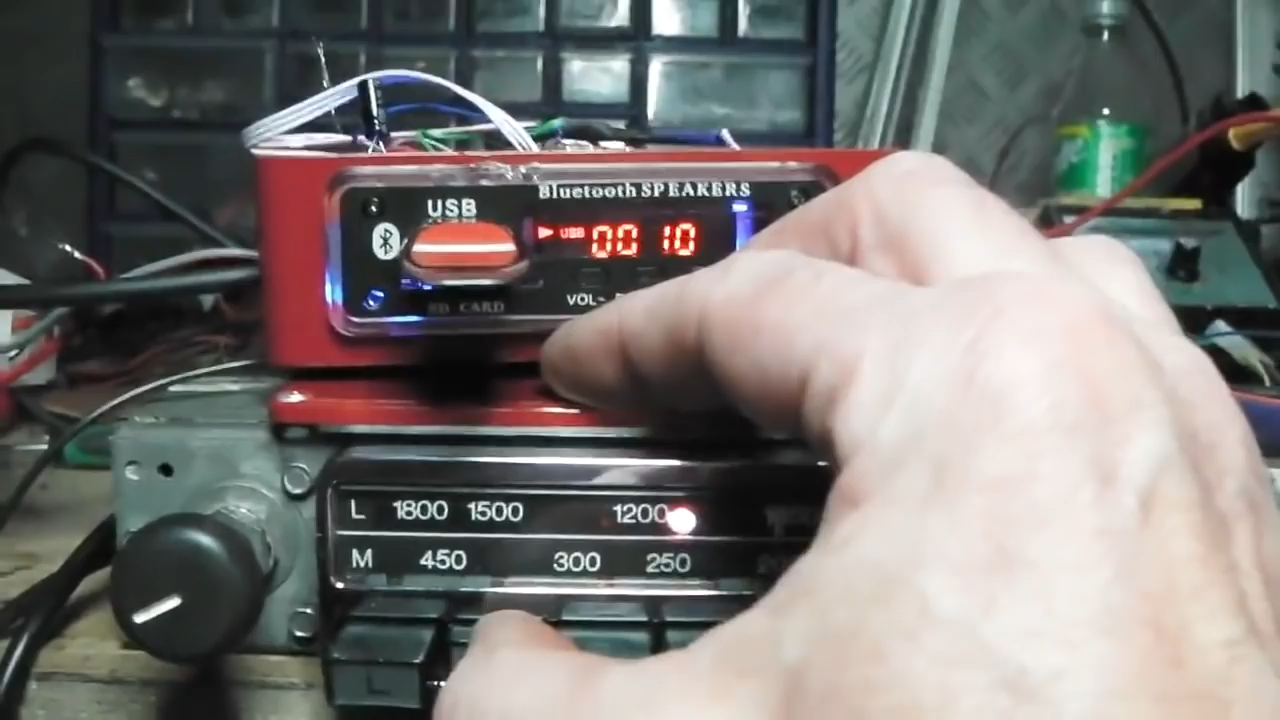 Bluetooth SPEAKERS
USB
USB 00 10
VOL-
SD CARD
L 1800 1500 1200
M 450 300 250
L